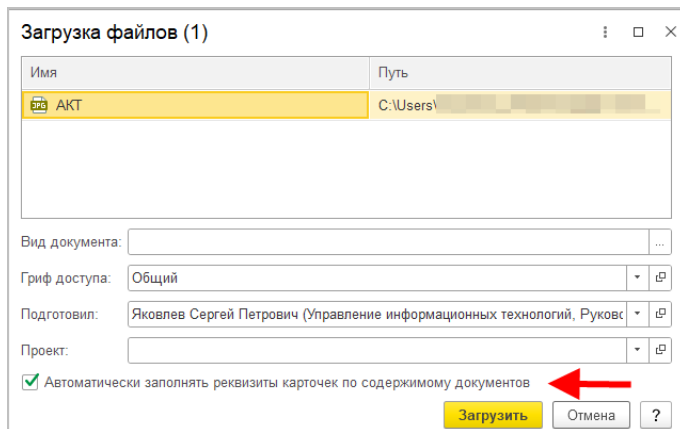 Загрузка файлов (1)
Имя Путь
JPG АКТ C:\Users\
Вид документа: ...
Гриф доступа: Общий
Подготовил: Яковлев Сергей Петрович (Управление информационных технологий, Руковс
Проект:
Автоматически заполнять реквизиты карточек по содержимому документов
Загрузить Отмена ?